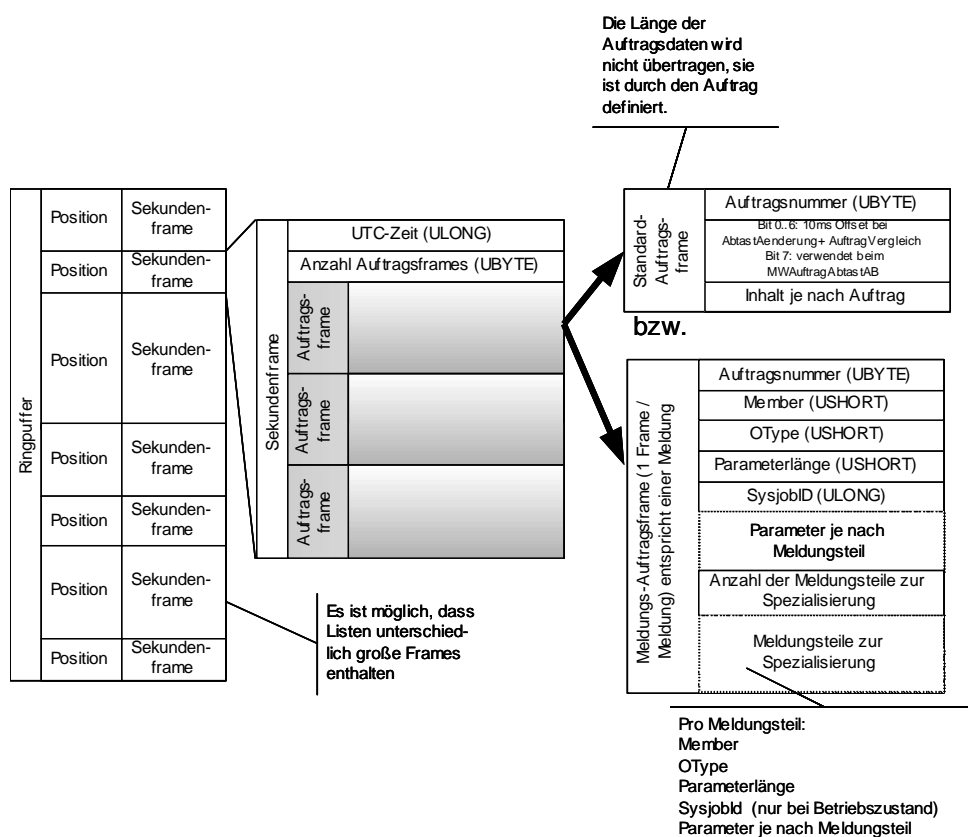 Die Länge der
Auftragsdaten wird
nicht übertragen, sie
ist durch den Auftrag
definiert.
Ringpuffer
Position
Sekunden-
frame
Position
Sekunden-
frame
Position
Sekunden-
frame
Position
Sekunden-
frame
Position
Sekunden-
frame
Position
Sekunden-
frame
Position
Sekunden-
frame
Sekundenframe
UTC-Zeit (ULONG)
Anzahl Auftragsframes (UBYTE)
Auftrags-
frame
Auftrags-
frame
Auftrags-
frame
Es ist möglich, dass
Listen unterschied-
lich große Frames
enthalten
Standard-
Auftrags-
frame
Auftragsnummer (UBYTE)
Bit 0..6: 10ms Offset bei
AbtastAenderung+ AuftragVergleich
Bit 7: verwendet beim
MWAuftragAbtastAB
Inhalt je nach Auftrag
bzw.
Meldungs-Auftragsframe (1 Frame /
Meldung) entspricht einer Meldung
Auftragsnummer (UBYTE)
Member (USHORT)
OType (USHORT)
Parameterlänge (USHORT)
SysjobID (ULONG)
Parameter je nach
Meldungsteil
Anzahl der Meldungsteile zur
Spezialisierung
Meldungsteile zur
Spezialisierung
Pro Meldungsteil:
Member
OType
Parameterlänge
SysjobId (nur bei Betriebszustand)
Parameter je nach Meldungsteil